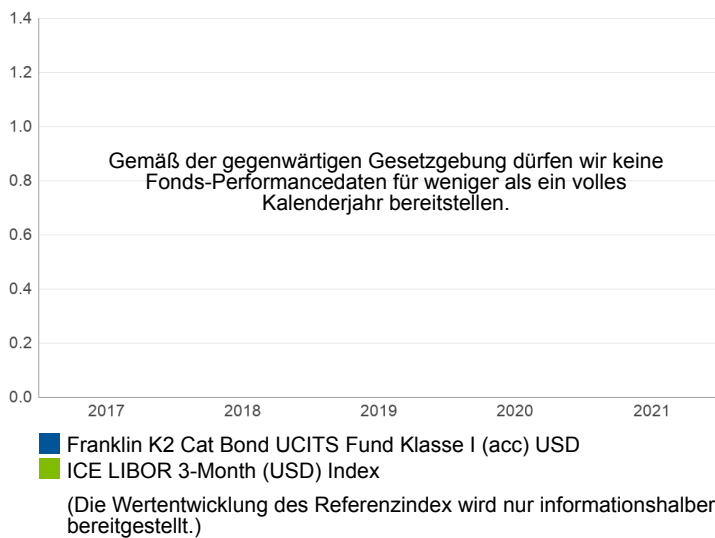 1.4
1.2
1.0
0.8
0.6
0.4
0.2
0.0
Gemäß der gegenwärtigen Gesetzgebung dürfen wir keine
Fonds-Performancedaten für weniger als ein volles
Kalenderjahr bereitstellen.
2017 2018 2019 2020 2021
Franklin K2 Cat Bond UCITS Fund Klasse I (acc) USD
ICE LIBOR 3-Month (USD) Index
(Die Wertentwicklung des Referenzindex wird nur informationshalber
bereitgestellt.)